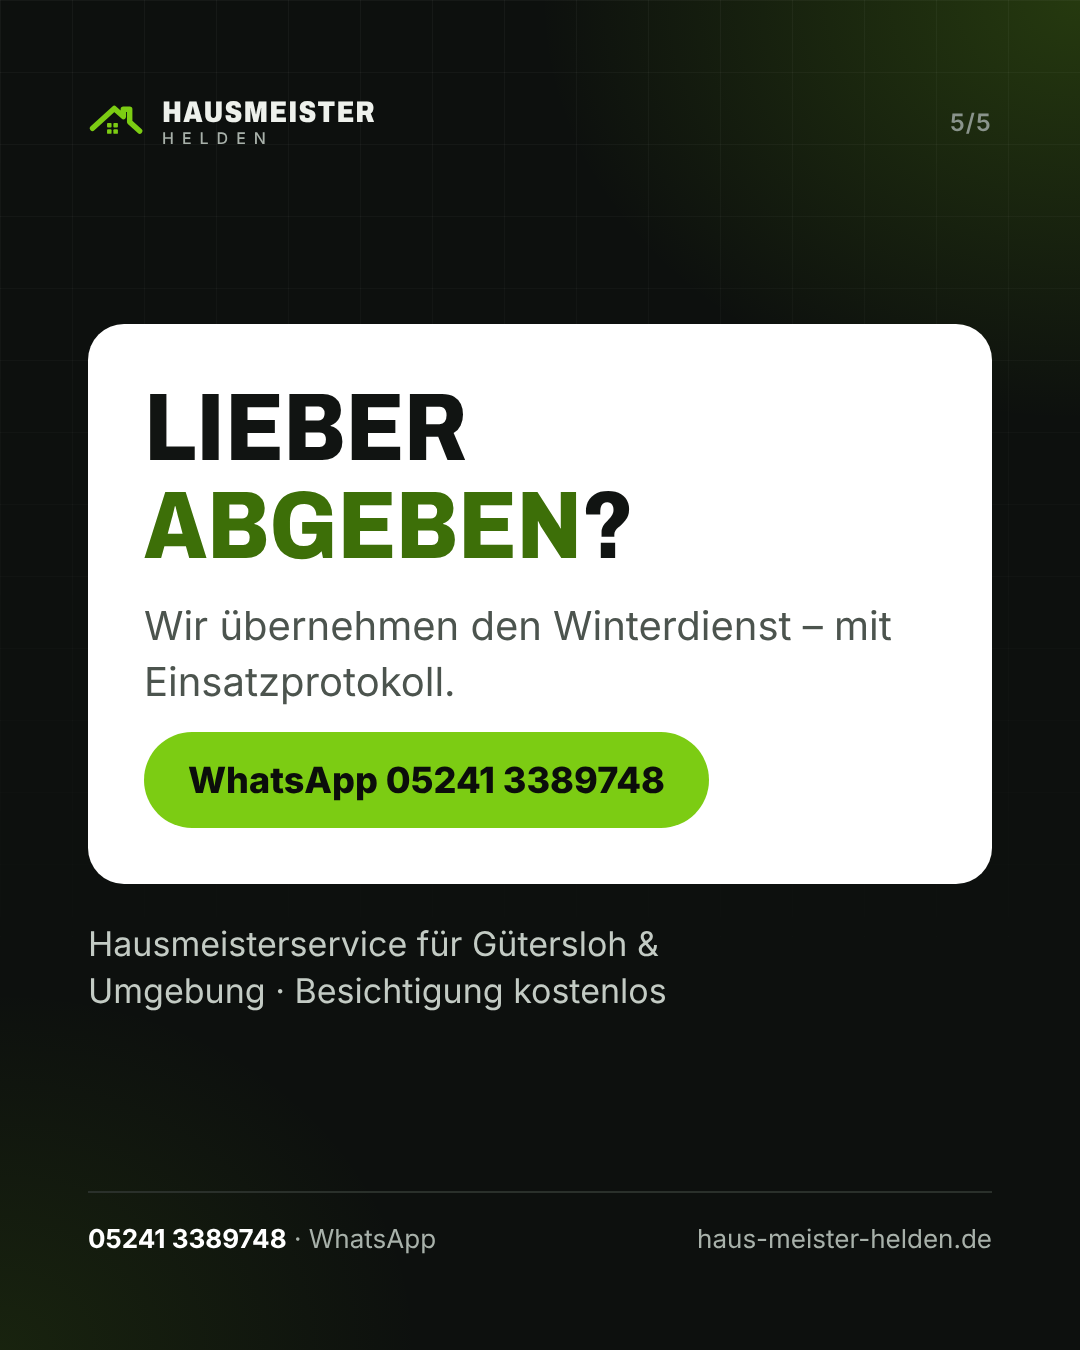 HAUSMEISTER
HELDEN
5/5
LIEBER
ABGEBEN?
Wir übernehmen den Winterdienst – mit
Einsatzprotokoll.
WhatsApp 05241 3389748
Hausmeisterservice für Gütersloh &
Umgebung · Besichtigung kostenlos
05241 3389748 · WhatsApp
haus-meister-helden.de